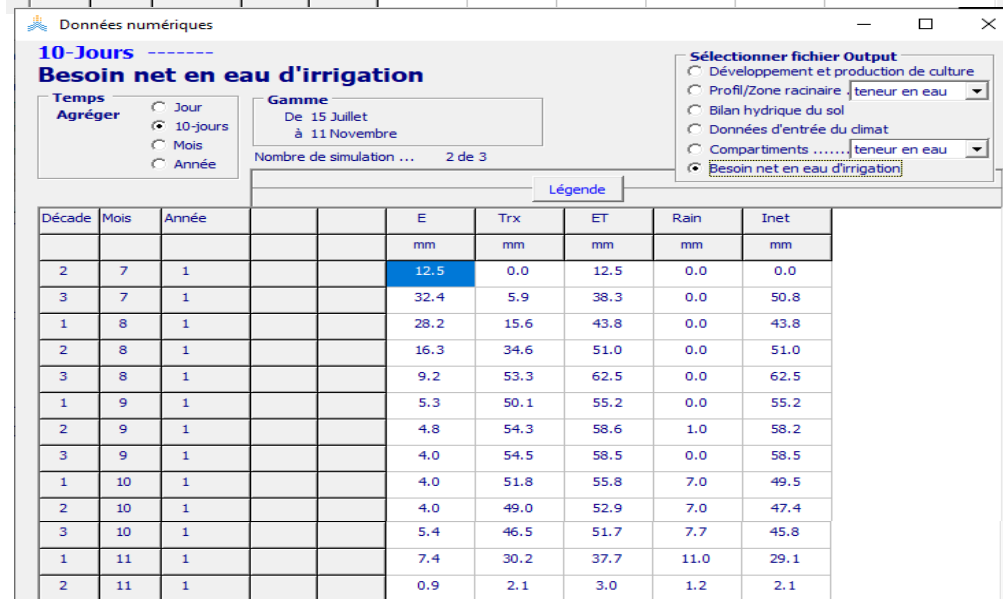 Données numériques
10-Jours -------
Besoin net en eau d'irrigation
Temps
Agréger
Jour
10-jours
Mois
Année
Gamme
De 15 Juillet
à 11 Novembre
Nombre de simulation ... 2 de 3
Sélectionner fichier Output
Développement et production de culture
Profil/Zone racinaire . teneur en eau
Bilan hydrique du sol
Données d'entrée du climat
Compartiments ....... teneur en eau
Besoin net en eau d'irrigation
Légende
Décade Mois Année E Trx ET Rain Inet
mm mm mm mm mm
2 7 1 12.5 0.0 12.5 0.0 0.0
3 7 1 32.4 5.9 38.3 0.0 50.8
1 8 1 28.2 15.6 43.8 0.0 43.8
2 8 1 16.3 34.6 51.0 0.0 51.0
3 8 1 9.2 53.3 62.5 0.0 62.5
1 9 1 5.3 50.1 55.2 0.0 55.2
2 9 1 4.8 54.3 58.6 1.0 58.2
3 9 1 4.0 54.5 58.5 0.0 58.5
1 10 1 4.0 51.8 55.8 7.0 49.5
2 10 1 4.0 49.0 52.9 7.0 47.4
3 10 1 5.4 46.5 51.7 7.7 45.8
1 11 1 7.4 30.2 37.7 11.0 29.1
2 11 1 0.9 2.1 3.0 1.2 2.1